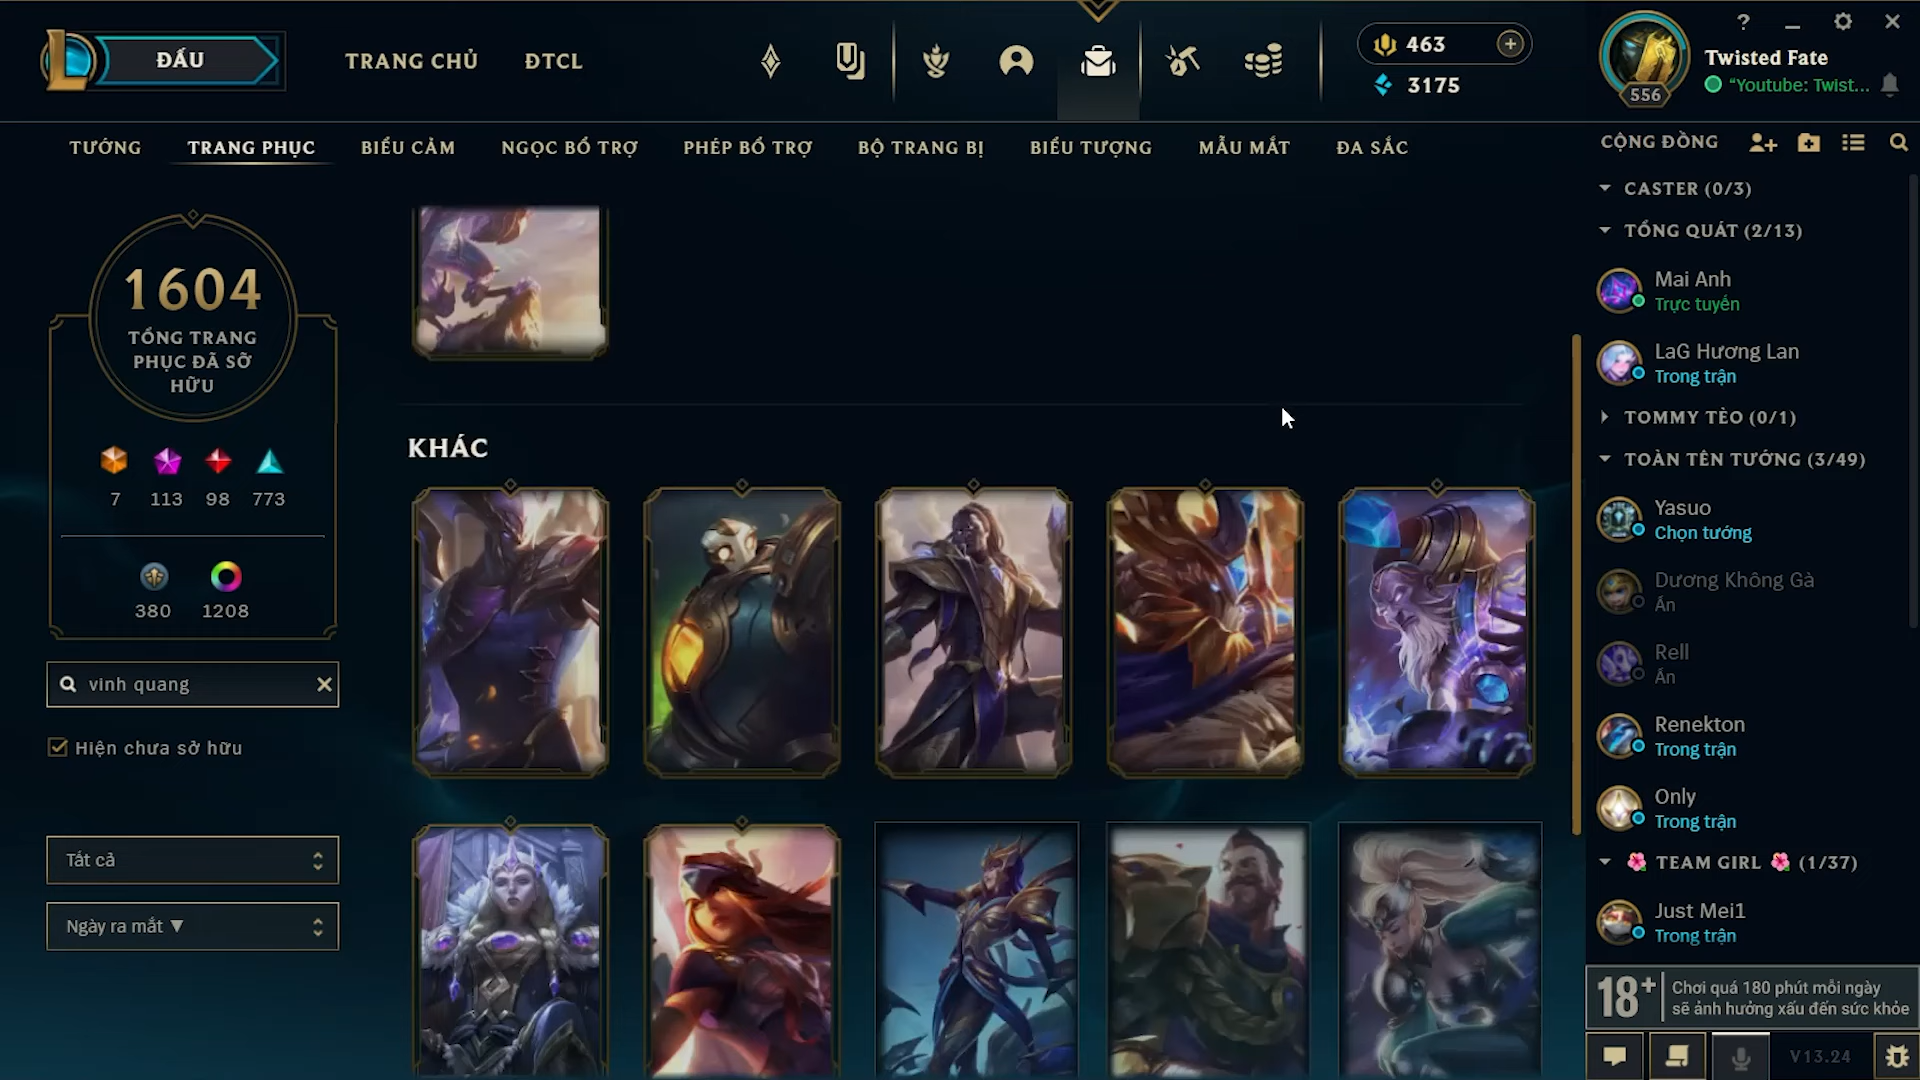 ĐẤU
TRANG CHỦ
ĐTCL
463
3175
?
Twisted Fate
"Youtube: Twist...
556
TƯỚNG
TRANG PHỤC
BIỂU CẢM
NGỌC BỔ TRỢ
PHÉP BỔ TRỢ
BỘ TRANG BỊ
BIỂU TƯỢNG
MẪU MẮT
ĐA SẮC
1604
TỔNG TRANG
PHỤC ĐÃ SỞ
HỮU
7
113
98
773
380
1208
vinh quang
Hiện chưa sở hữu
Tất cả
Ngày ra mắt ▼
KHÁC
CỘNG ĐỒNG
CASTER (0/3)
TỔNG QUÁT (2/13)
Mai Anh
Trực tuyến
LaG Hương Lan
Trong trận
TOMMY TÈO (0/1)
TOÀN TÊN TƯỚNG (3/49)
Yasuo
Chọn tướng
Dương Không Gà
Ẩn
Rell
Ẩn
Renekton
Trong trận
Only
Trong trận
🌺 TEAM GIRL 🌺 (1/37)
Just Mei1
Trong trận
18+
Chơi quá 180 phút mỗi ngày
sẽ ảnh hưởng xấu đến sức khỏe
V13.24